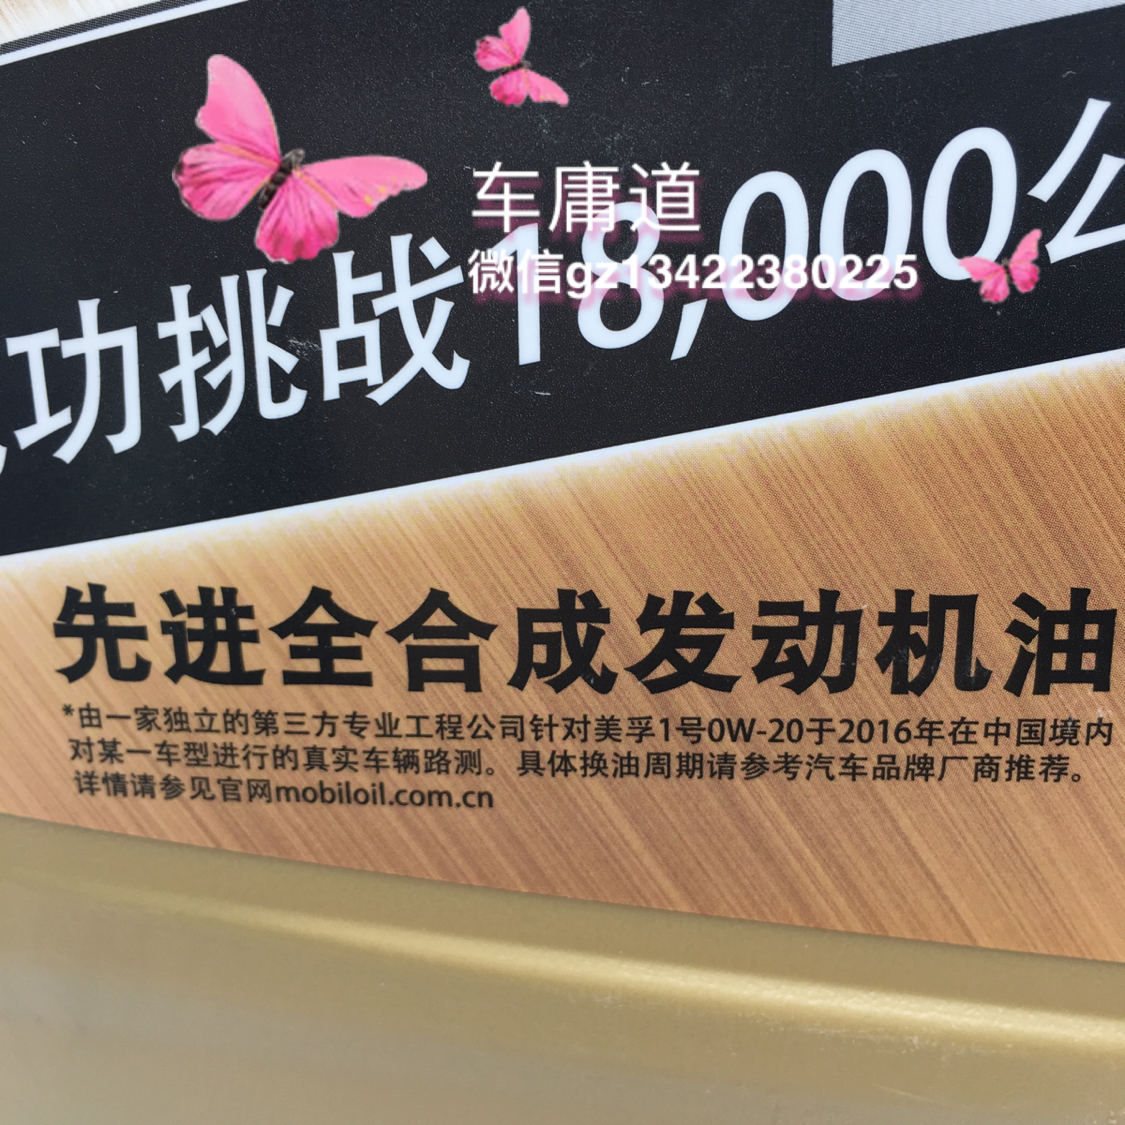 车庸道
微信gz13422380225
功挑战18,000公
先进全合成发动机油
*由一家独立的第三方专业工程公司针对美孚1号0W-20于2016年在中国境内
对某一车型进行的真实车辆路测。具体换油周期请参考汽车品牌厂商推荐。
详情请参见官网mobiloil.com.cn